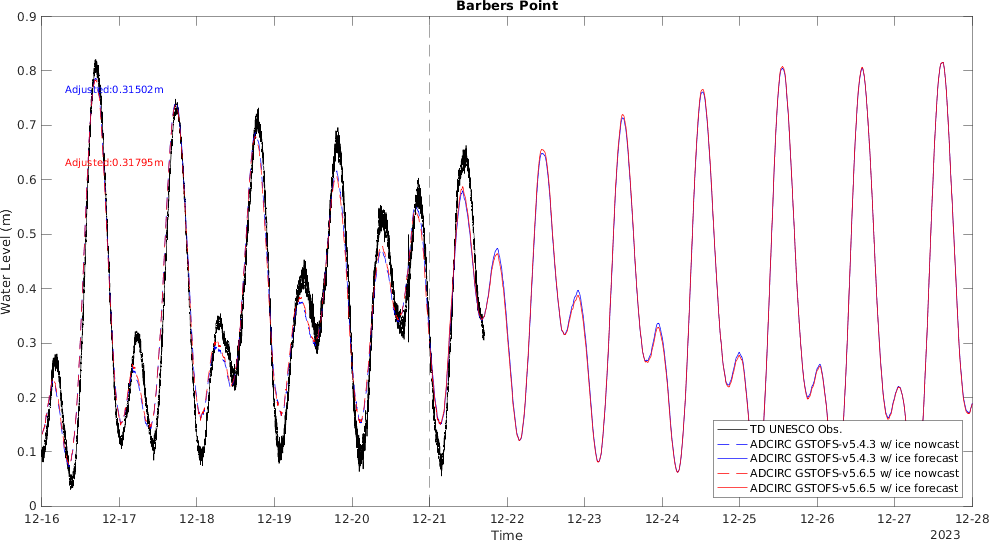 Barbers Point
0.9
0.8
0.7
0.6
0.5
0.4
0.3
0.2
0.1
0
Water Level (m)
Adjusted:0.31502m
Adjusted:0.31795m
TD UNESCO Obs.
ADCIRC GSTOFS-v5.4.3 w/ ice nowcast
ADCIRC GSTOFS-v5.4.3 w/ ice forecast
ADCIRC GSTOFS-v5.6.5 w/ ice nowcast
ADCIRC GSTOFS-v5.6.5 w/ ice forecast
12-16 12-17 12-18 12-19 12-20 12-21 12-22 12-23 12-24 12-25 12-26 12-27 12-28
Time
2023